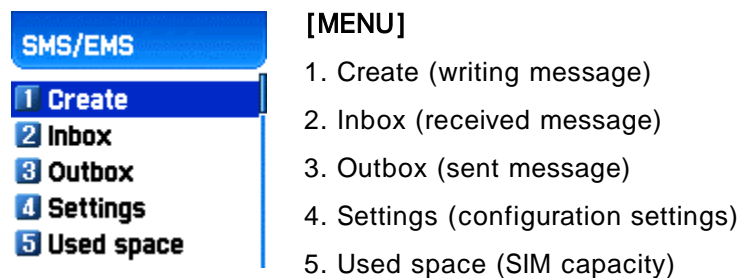 SMS/EMS
1 Create
2 Inbox
3 Outbox
4 Settings
5 Used space
[MENU]
1. Create (writing message)
2. Inbox (received message)
3. Outbox (sent message)
4. Settings (configuration settings)
5. Used space (SIM capacity)